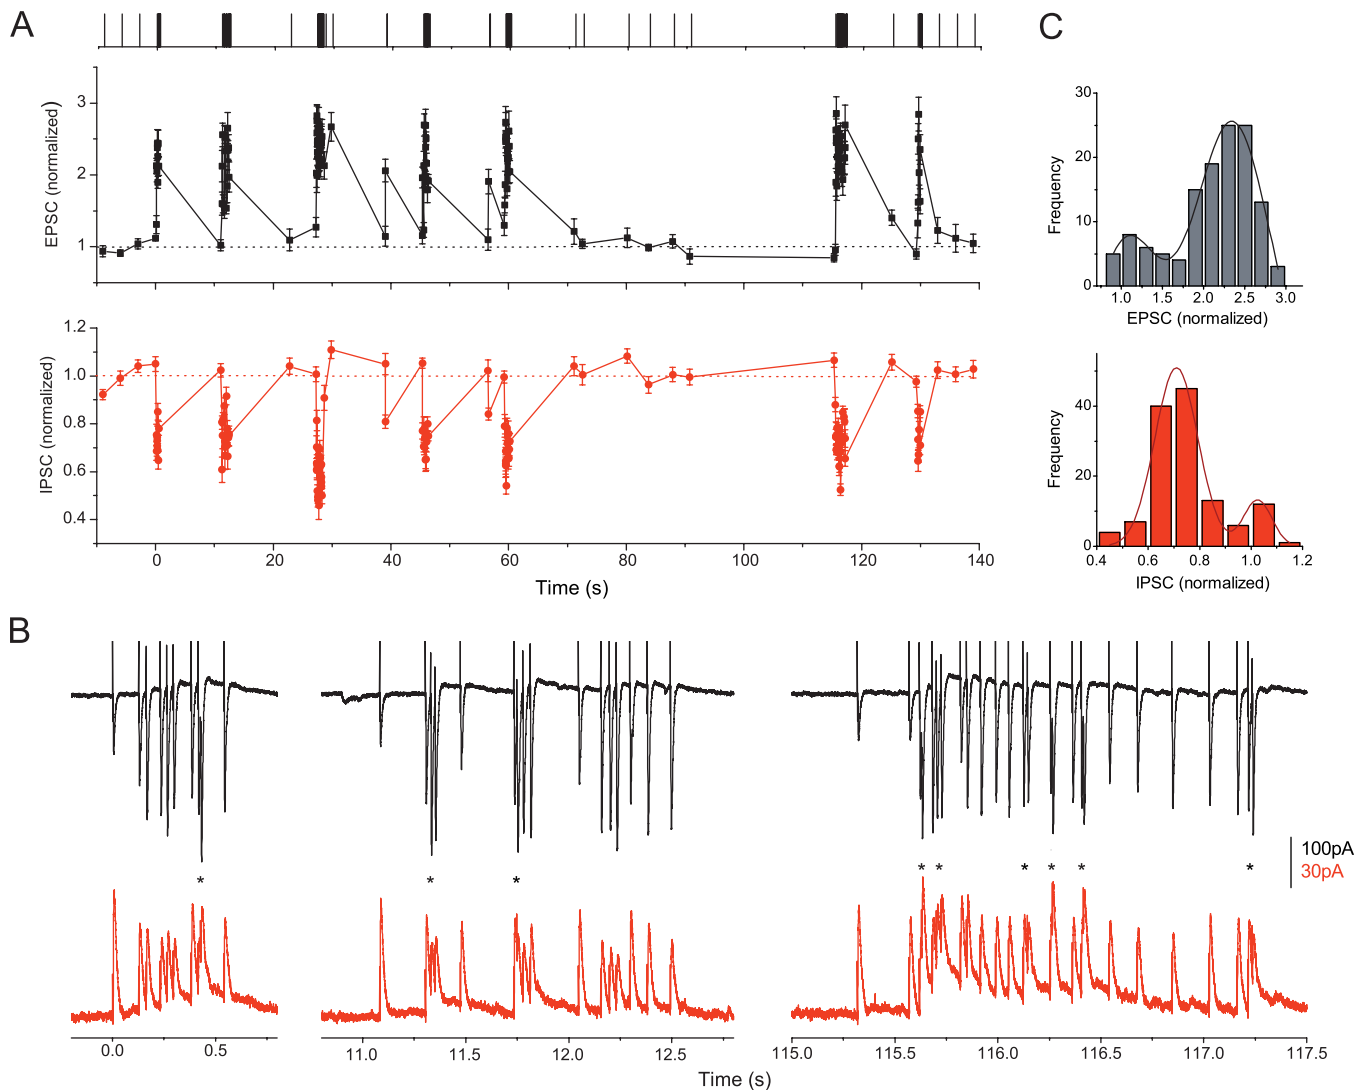 A
EPSC (normalized)
3
2
1
IPSC (normalized)
1.2
1.0
0.8
0.6
0.4
0 20 40 60 80 100 120 140
Time (s)
C
Frequency
30
20
10
0
1.0 1.5 2.0 2.5 3.0
EPSC (normalized)
Frequency
40
20
0
0.4 0.6 0.8 1.0 1.2
IPSC (normalized)
B
100pA
30pA
* * * * * * * * *
0.0 0.5 11.0 11.5 12.0 12.5 115.0 115.5 116.0 116.5 117.0 117.5
Time (s)